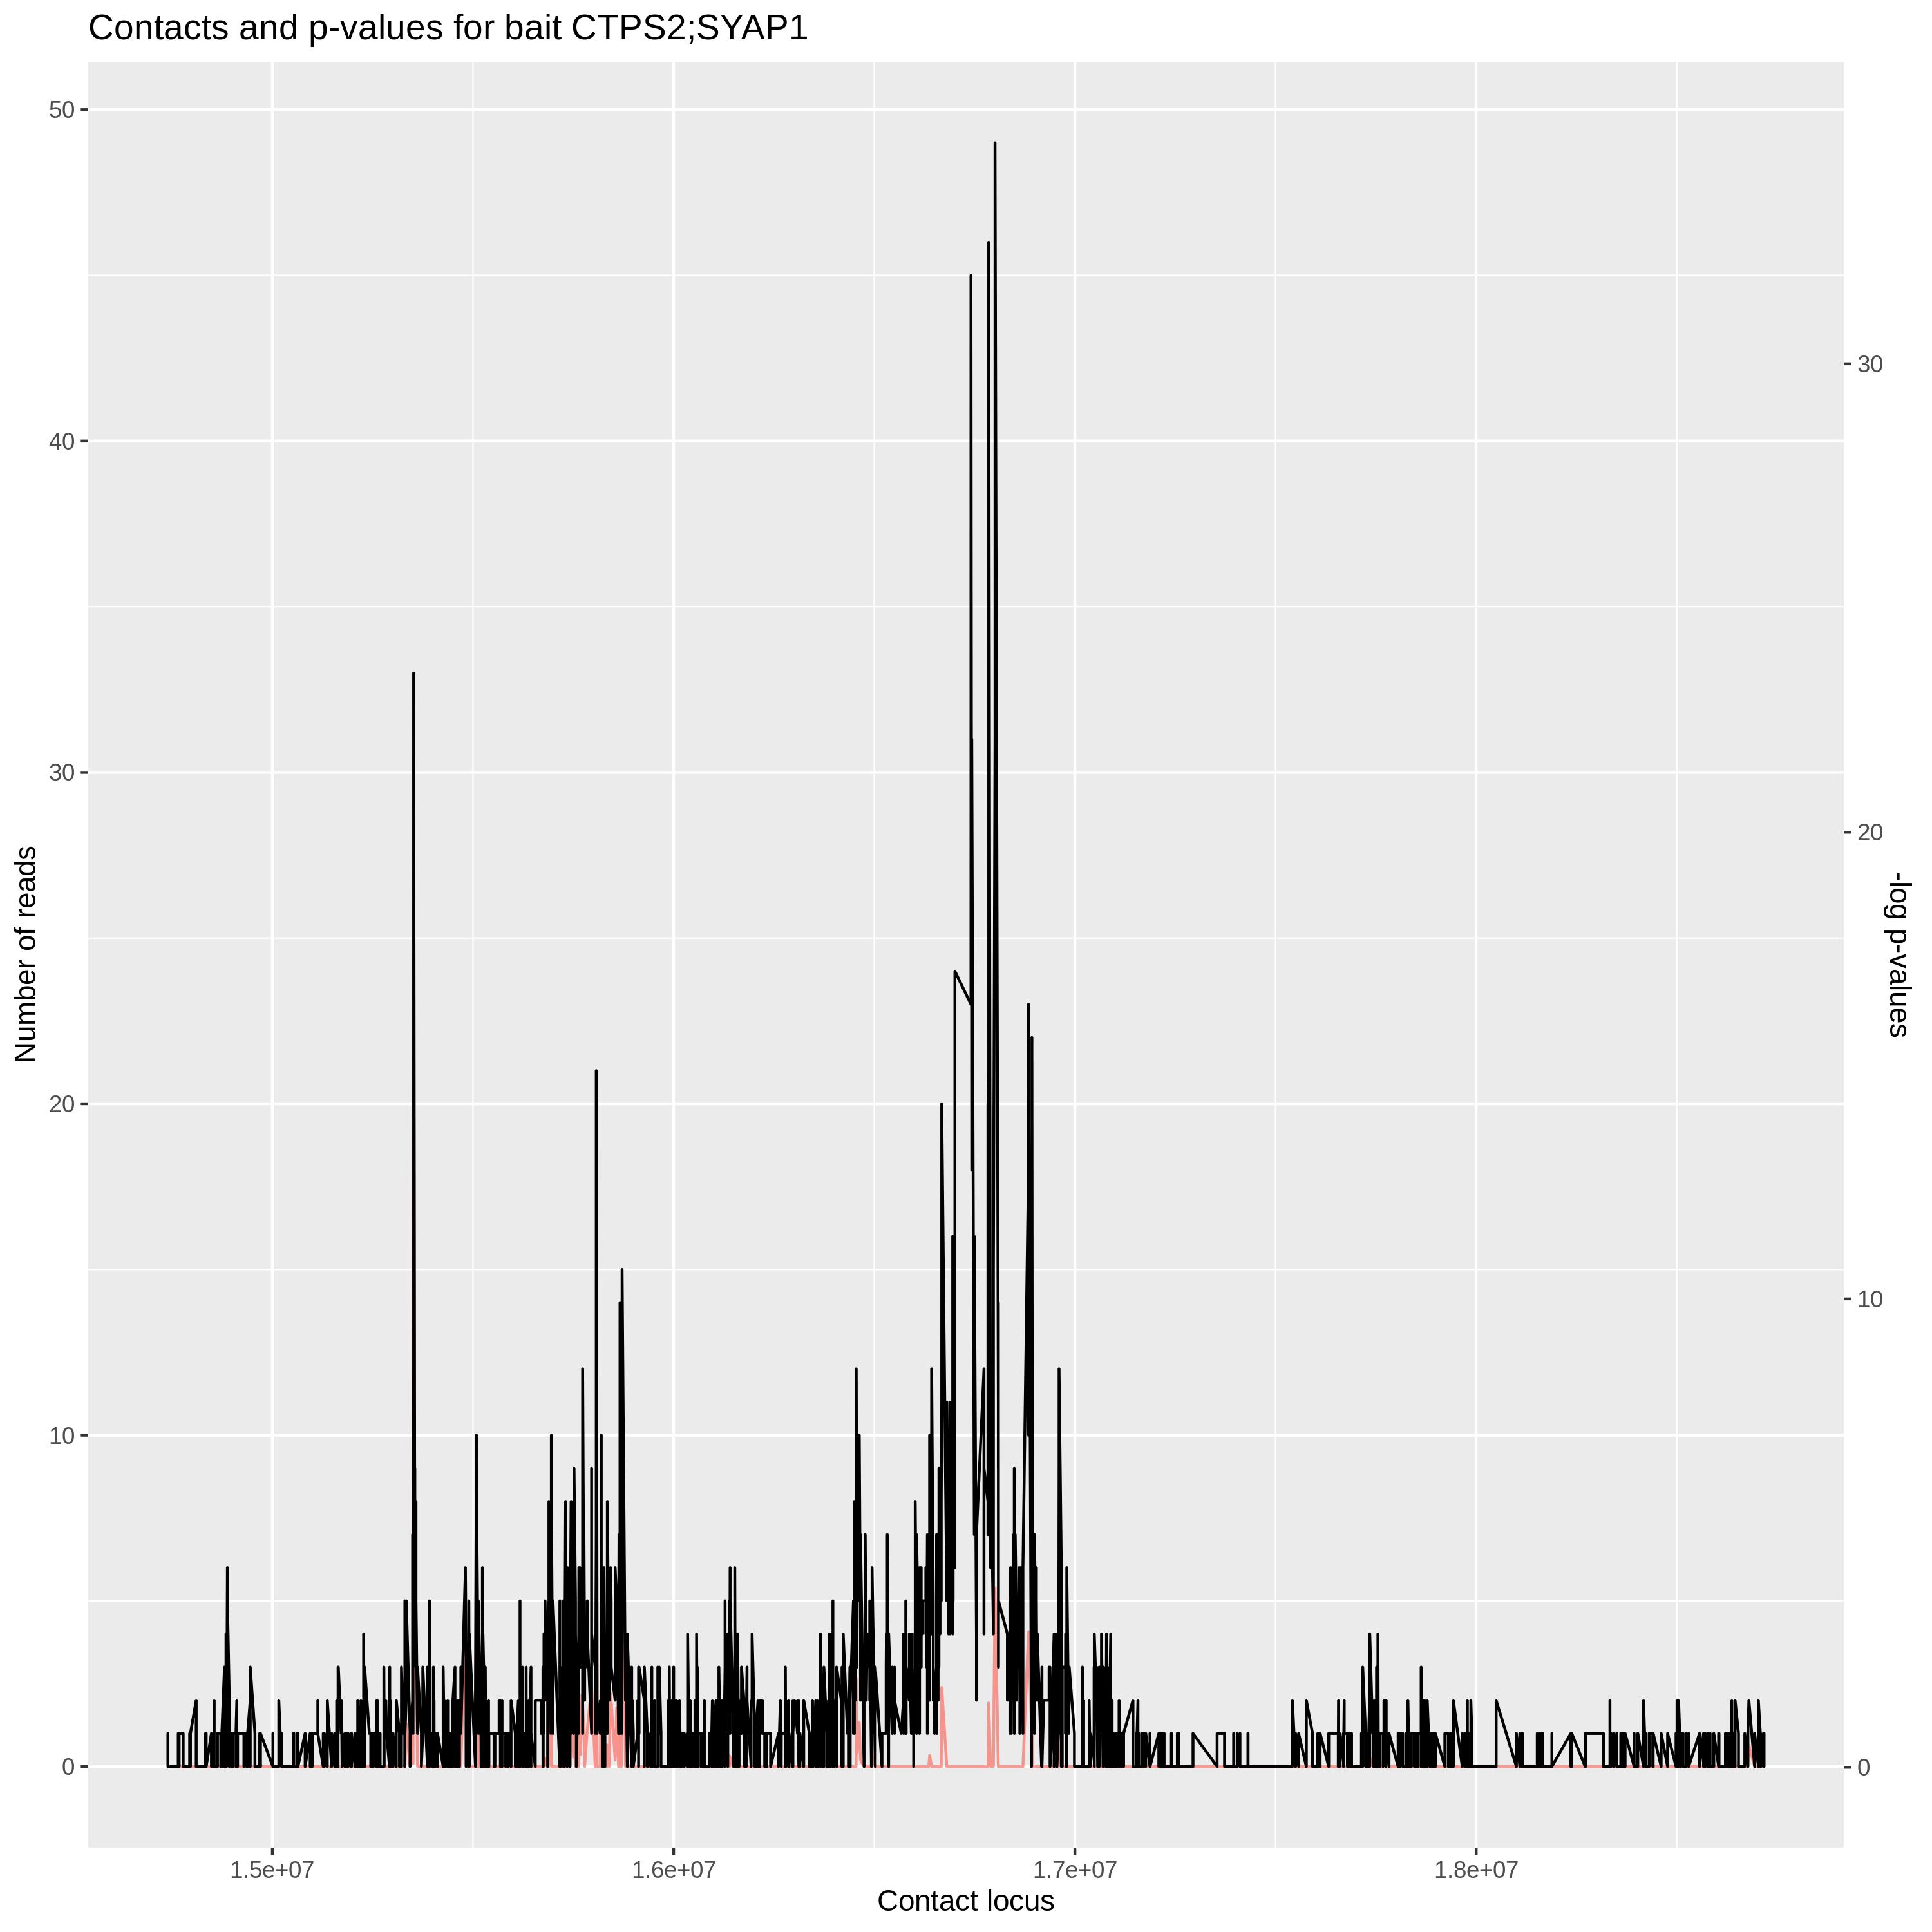 Contacts and p-values for bait CTPS2;SYAP1
50
40
30
20
10
0
Number of reads
30
20
10
0
-log p-values
1.5e+07
1.6e+07
1.7e+07
1.8e+07
Contact locus